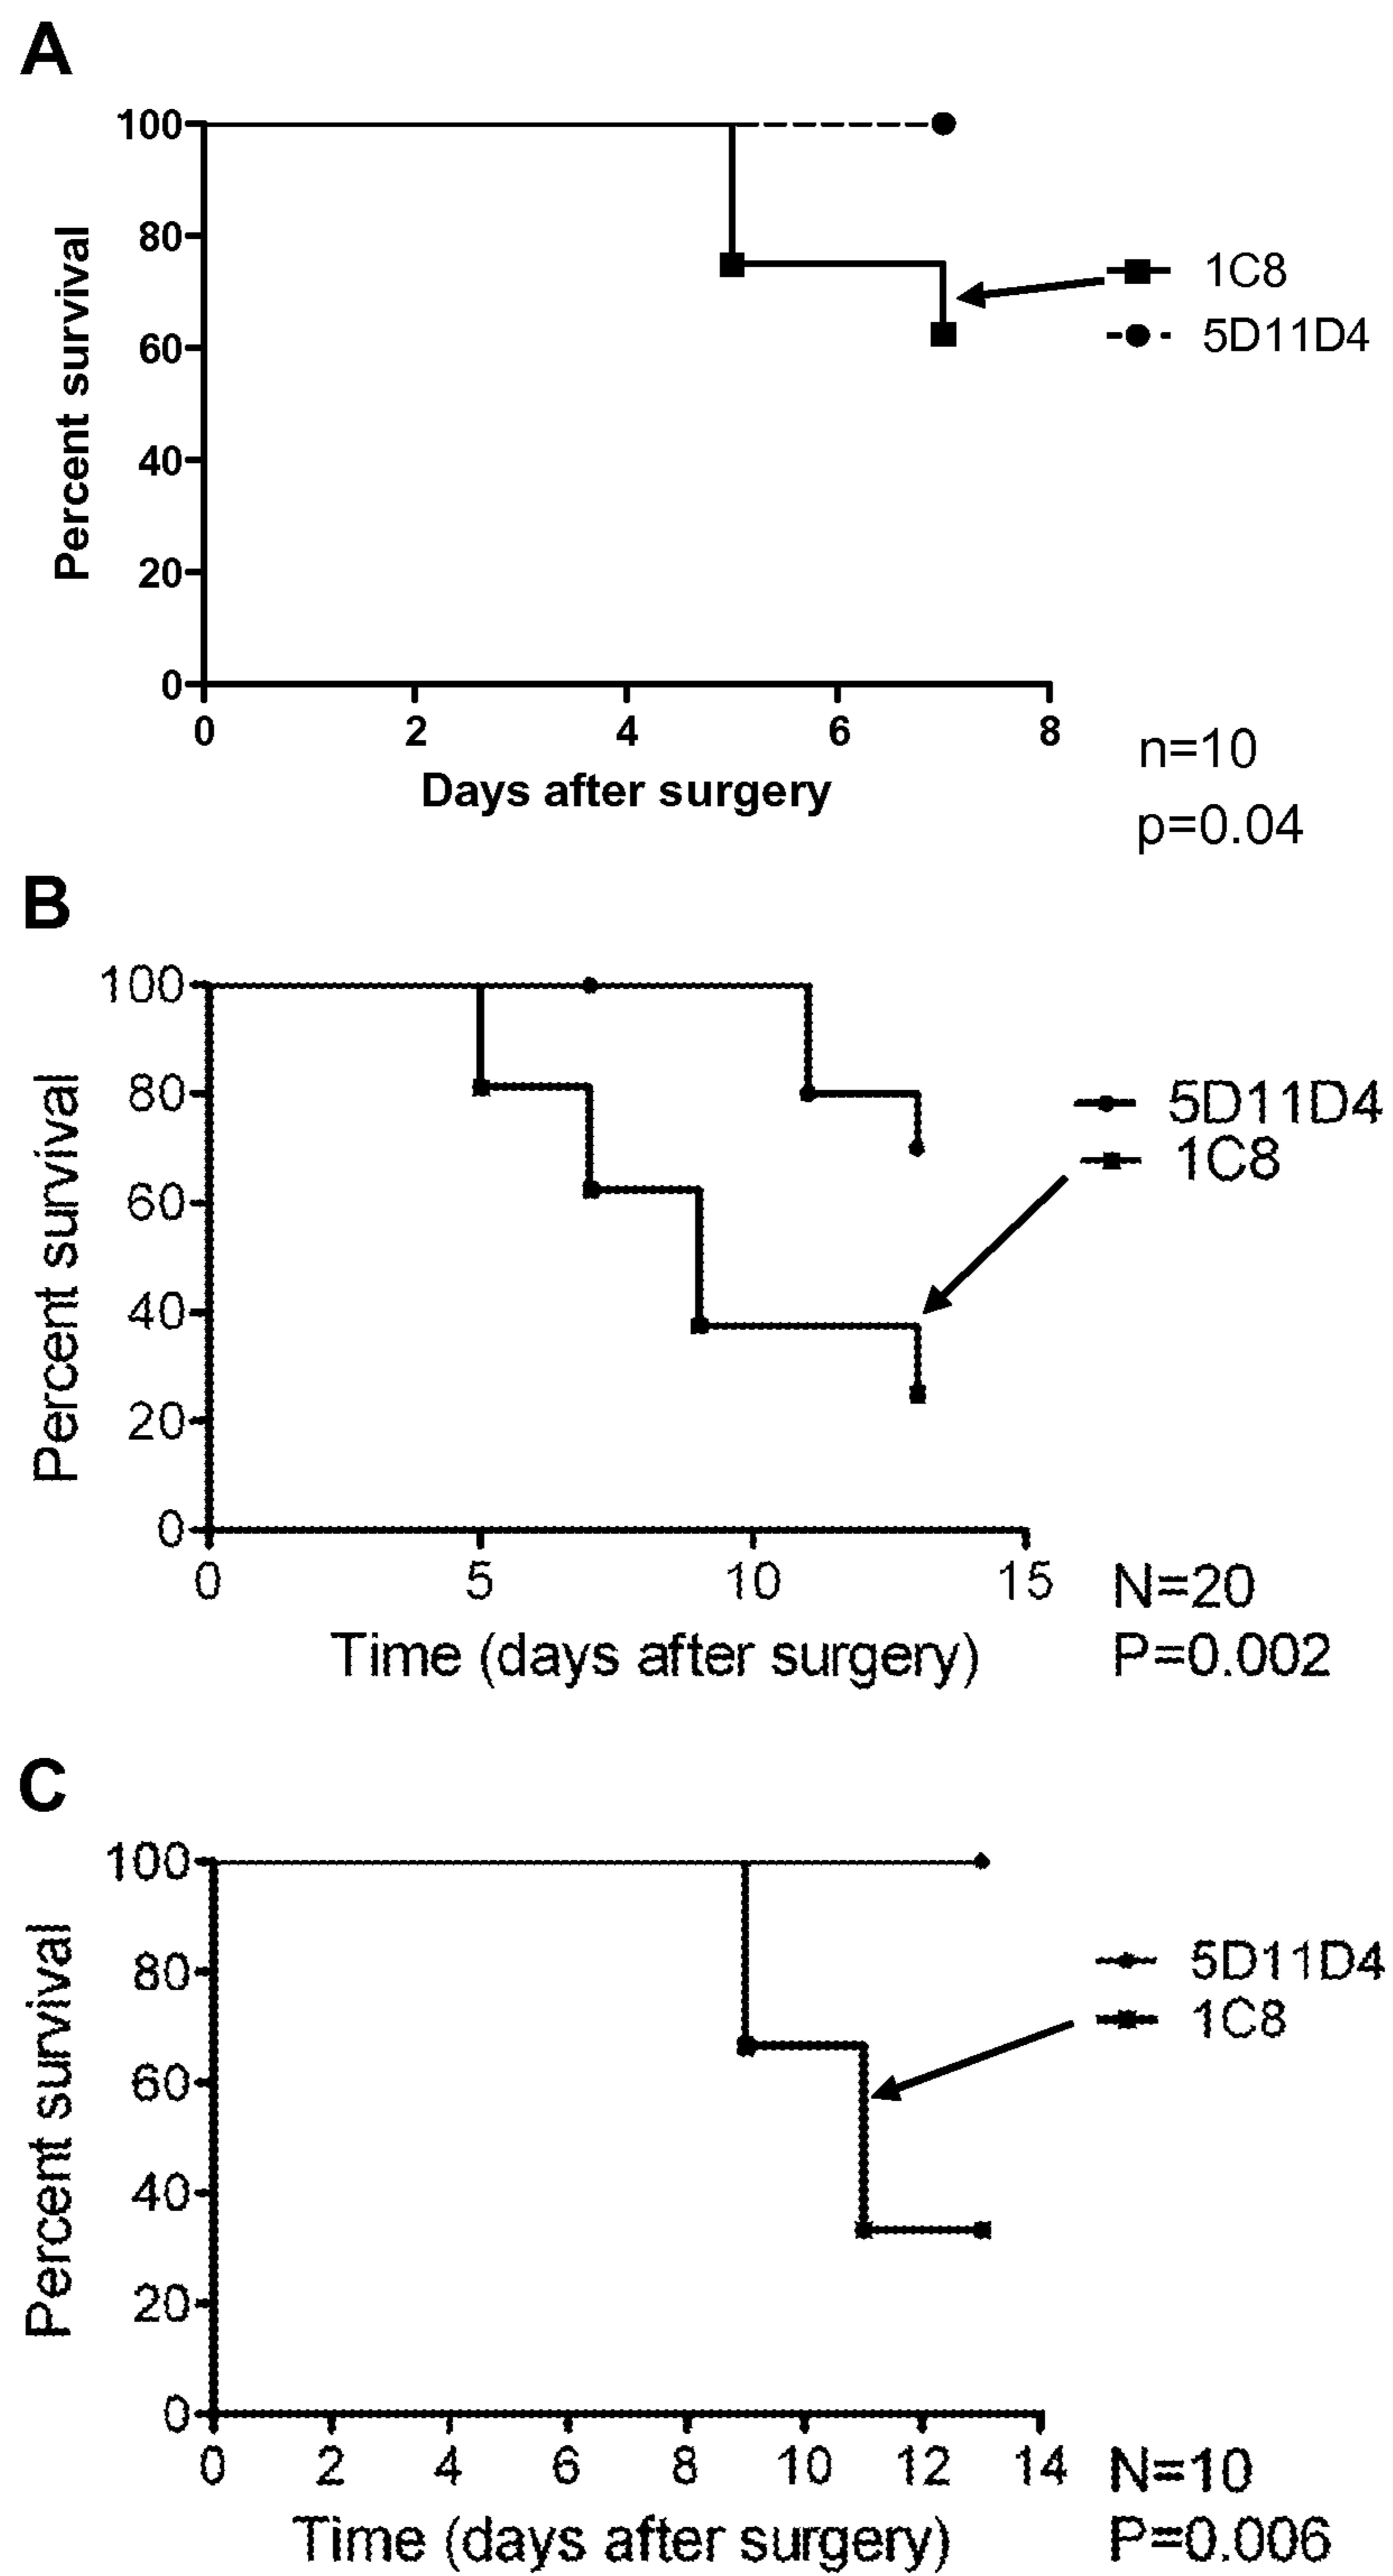 A
100
80
60
40
20
0
Percent survival
0 2 4 6 8
Days after surgery
1C8
5D11D4
n=10
p=0.04
B
100
80
60
40
20
0
Percent survival
0 5 10 15
Time (days after surgery)
5D11D4
1C8
N=20
P=0.002
C
100
80
60
40
20
0
Percent survival
0 2 4 6 8 10 12 14
Time (days after surgery)
5D11D4
1C8
N=10
P=0.006